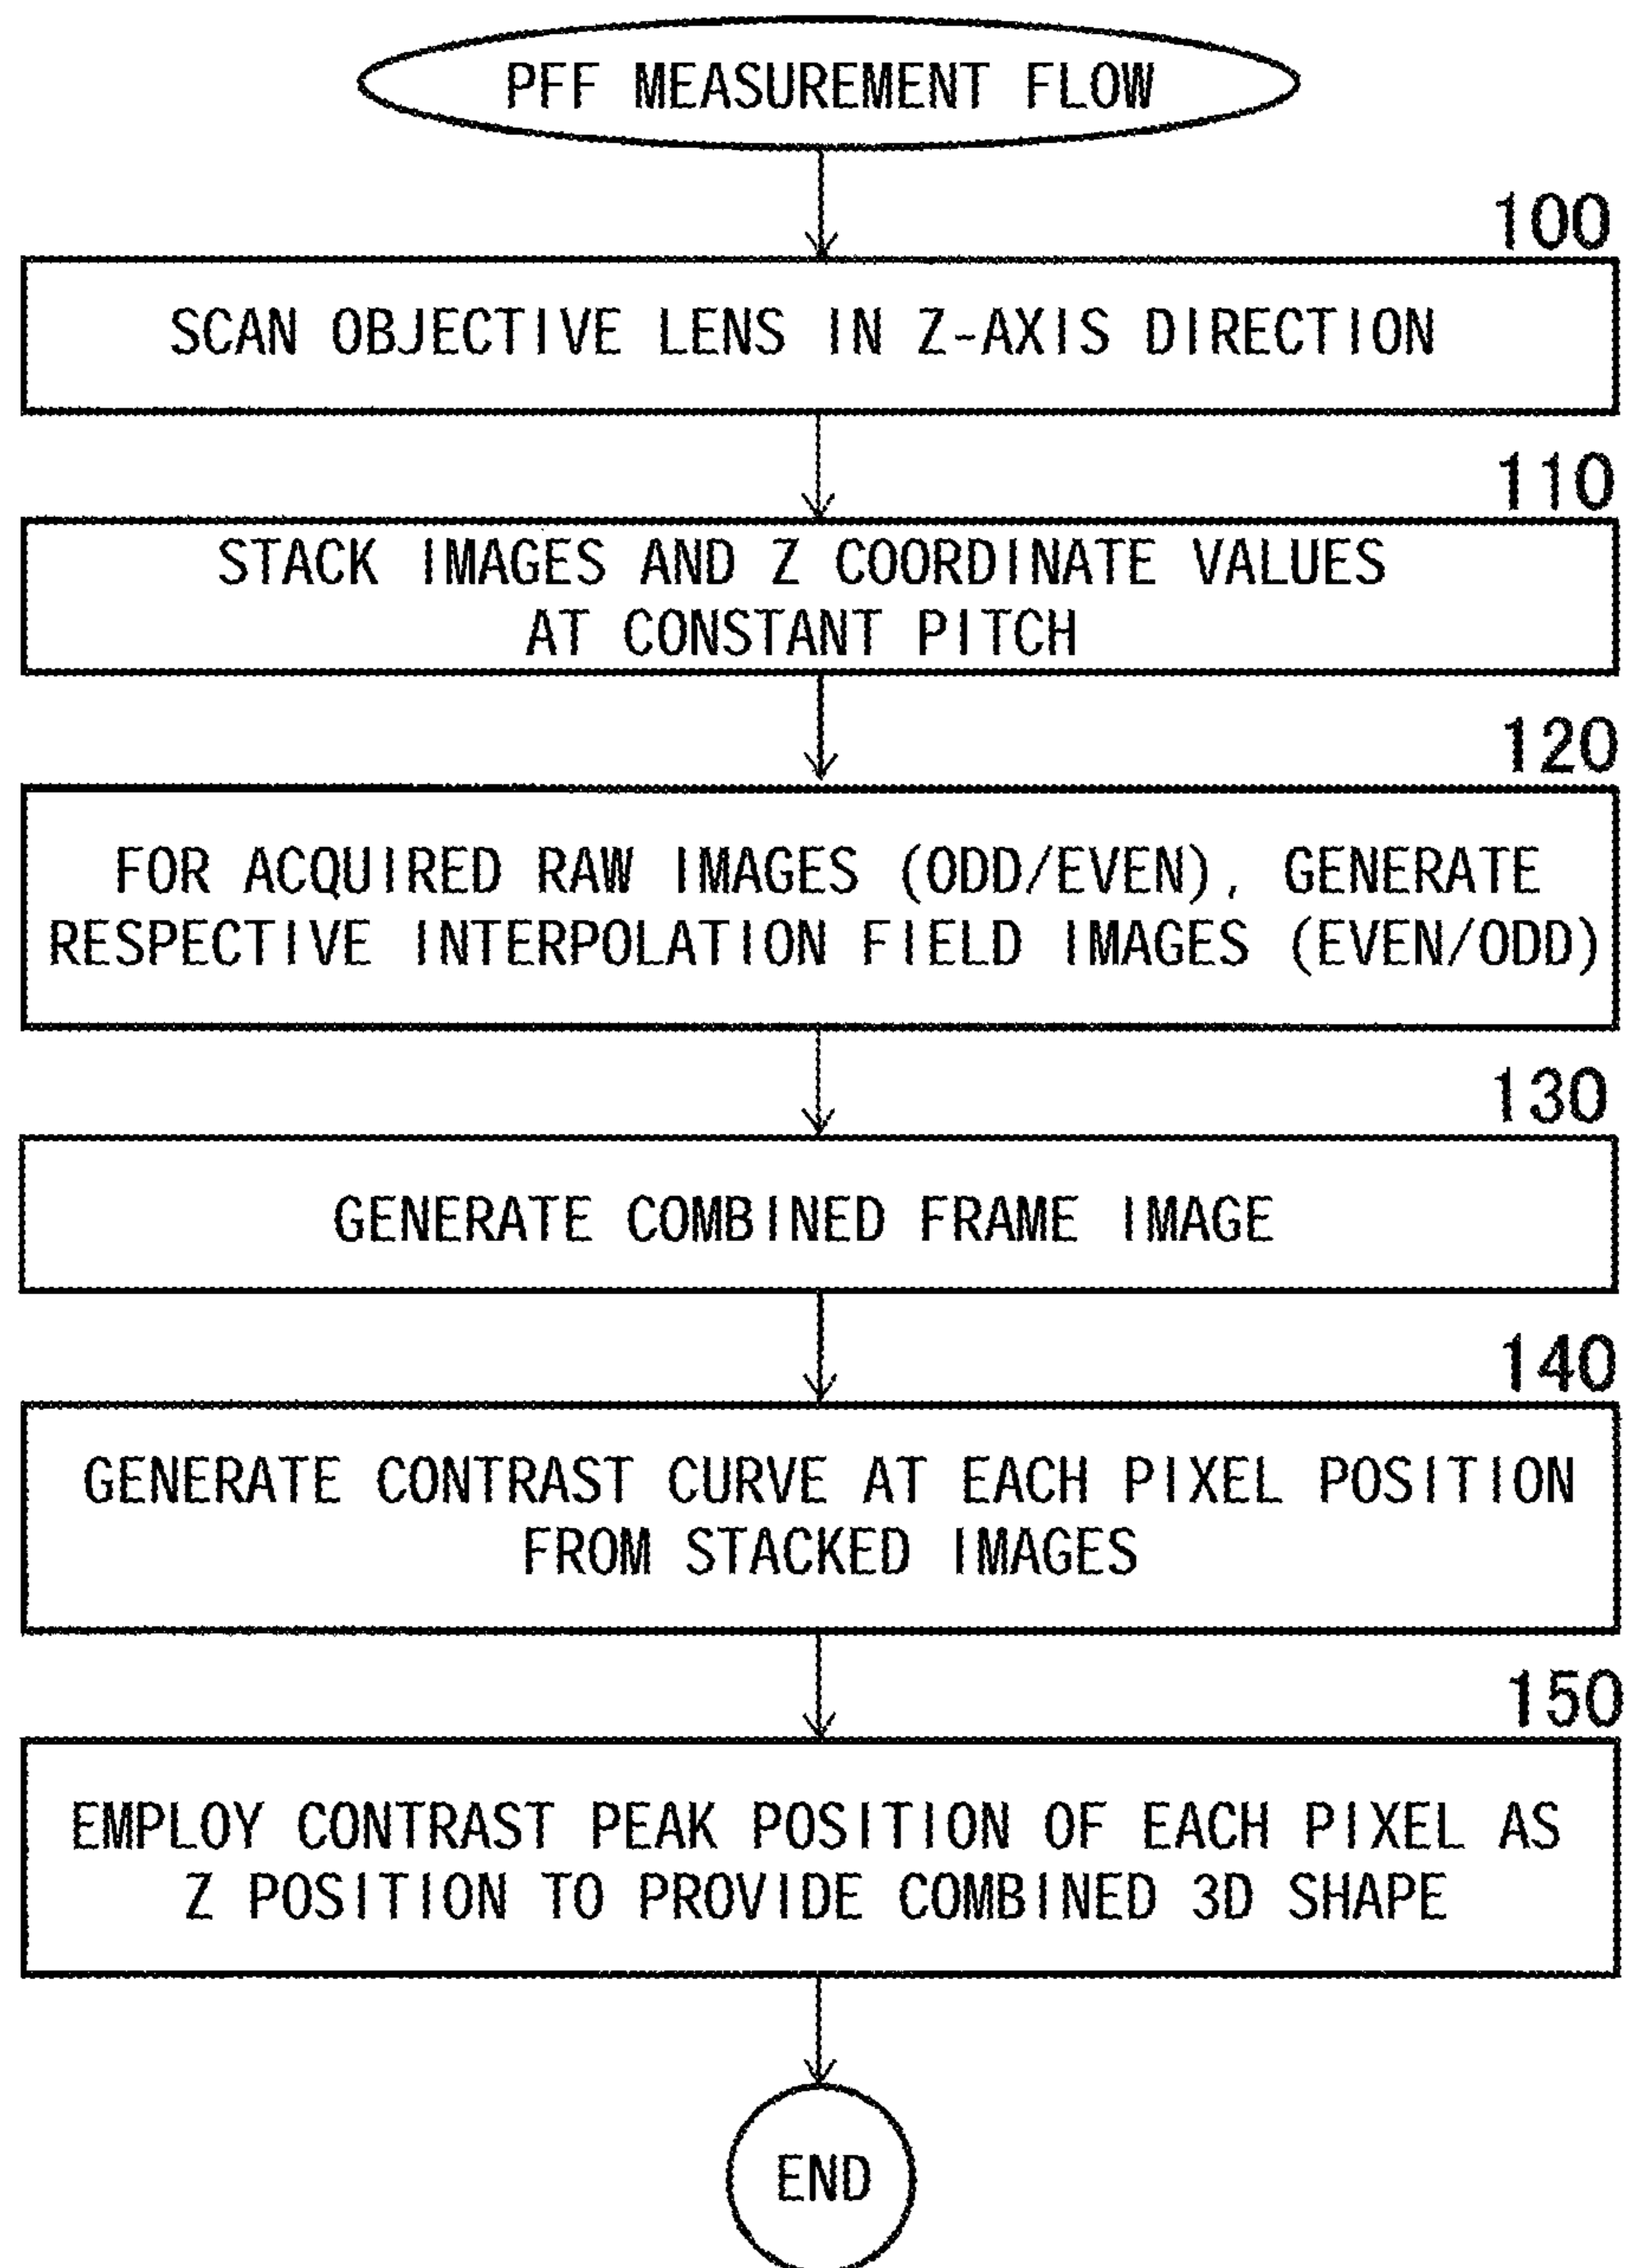 PFF MEASUREMENT FLOW
100
SCAN OBJECTIVE LENS IN Z-AXIS DIRECTION
110
STACK IMAGES AND Z COORDINATE VALUES
AT CONSTANT PITCH
120
FOR ACQUIRED RAW IMAGES (ODD/EVEN), GENERATE
RESPECTIVE INTERPOLATION FIELD IMAGES (EVEN/ODD)
130
GENERATE COMBINED FRAME IMAGE
140
GENERATE CONTRAST CURVE AT EACH PIXEL POSITION
FROM STACKED IMAGES
150
EMPLOY CONTRAST PEAK POSITION OF EACH PIXEL AS
Z POSITION TO PROVIDE COMBINED 3D SHAPE
END